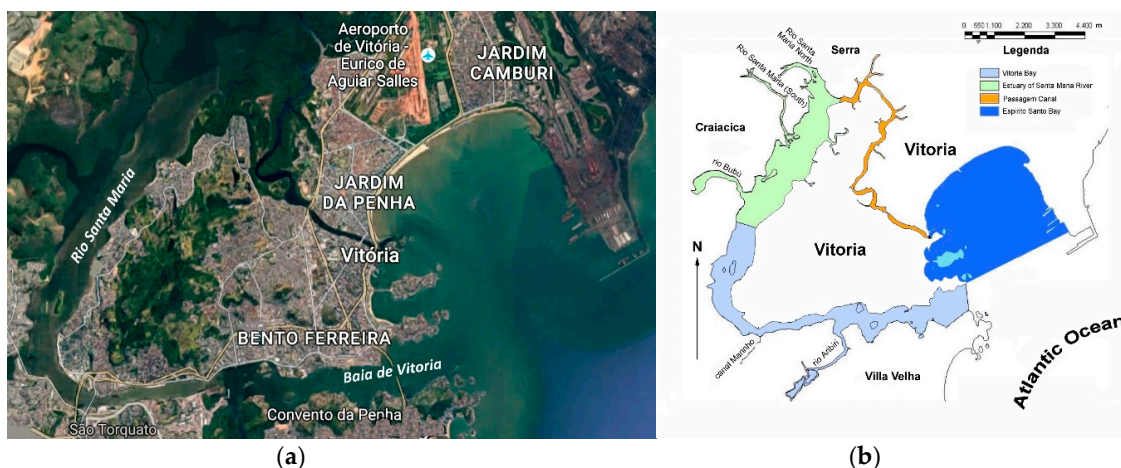 Aeroporto
de Vitória -
Eurico de
Aguiar Salles
JARDIM
CAMBURI
JARDIM
DA PENHA
Rio Santa Maria
Vitória
BENTO FERREIRA
Baia de Vitoria
Convento da Penha
São Torquato
(a)
0 550 1.100 2.200 3.300 4.400 m
Legenda
Vitoria Bay
Estuary of Santa Maria River
Passagem Canal
Espirito Santo Bay
Rio Santa
Maria North
Serra
Rio Santa Maria (South)
Craiacica
Vitoria
rio Bubú
N
Vitoria
canal Marinho
rio Aribiri
Villa Velha
Atlantic Ocean
(b)